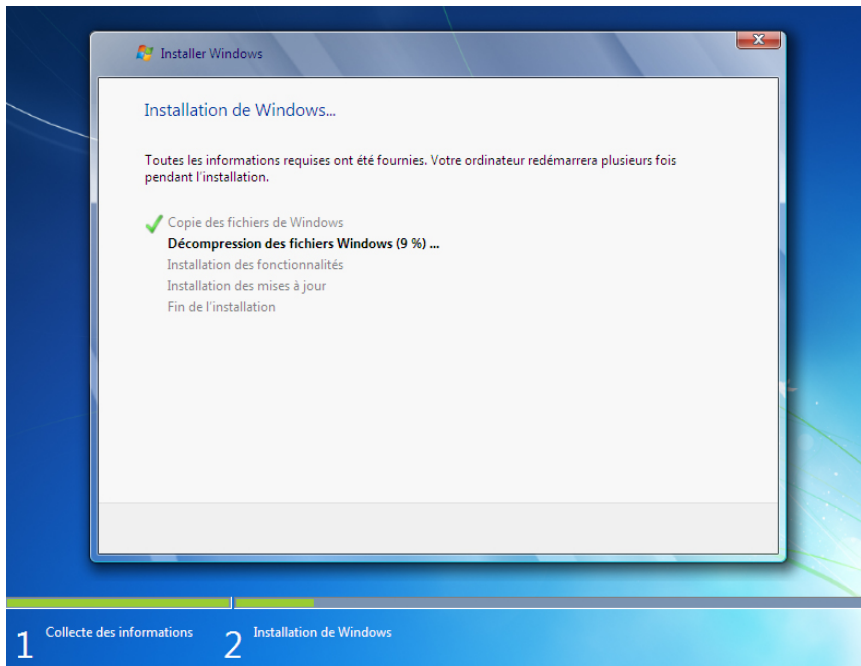 Installer Windows
Installation de Windows...
Toutes les informations requises ont été fournies. Votre ordinateur redémarrera plusieurs fois
pendant l'installation.
Copie des fichiers de Windows
Décompression des fichiers Windows (9 %) ...
Installation des fonctionnalités
Installation des mises à jour
Fin de l'installation
1 Collecte des informations 2 Installation de Windows